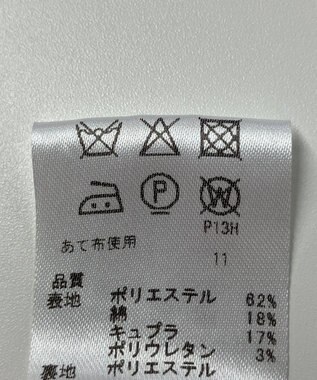 P
W
P13H
あて布使用
11
品質
表地 ポリエステル 62%
綿 18%
キュプラ 17%
ポリウレタン 3%
裏地 ポリエステル